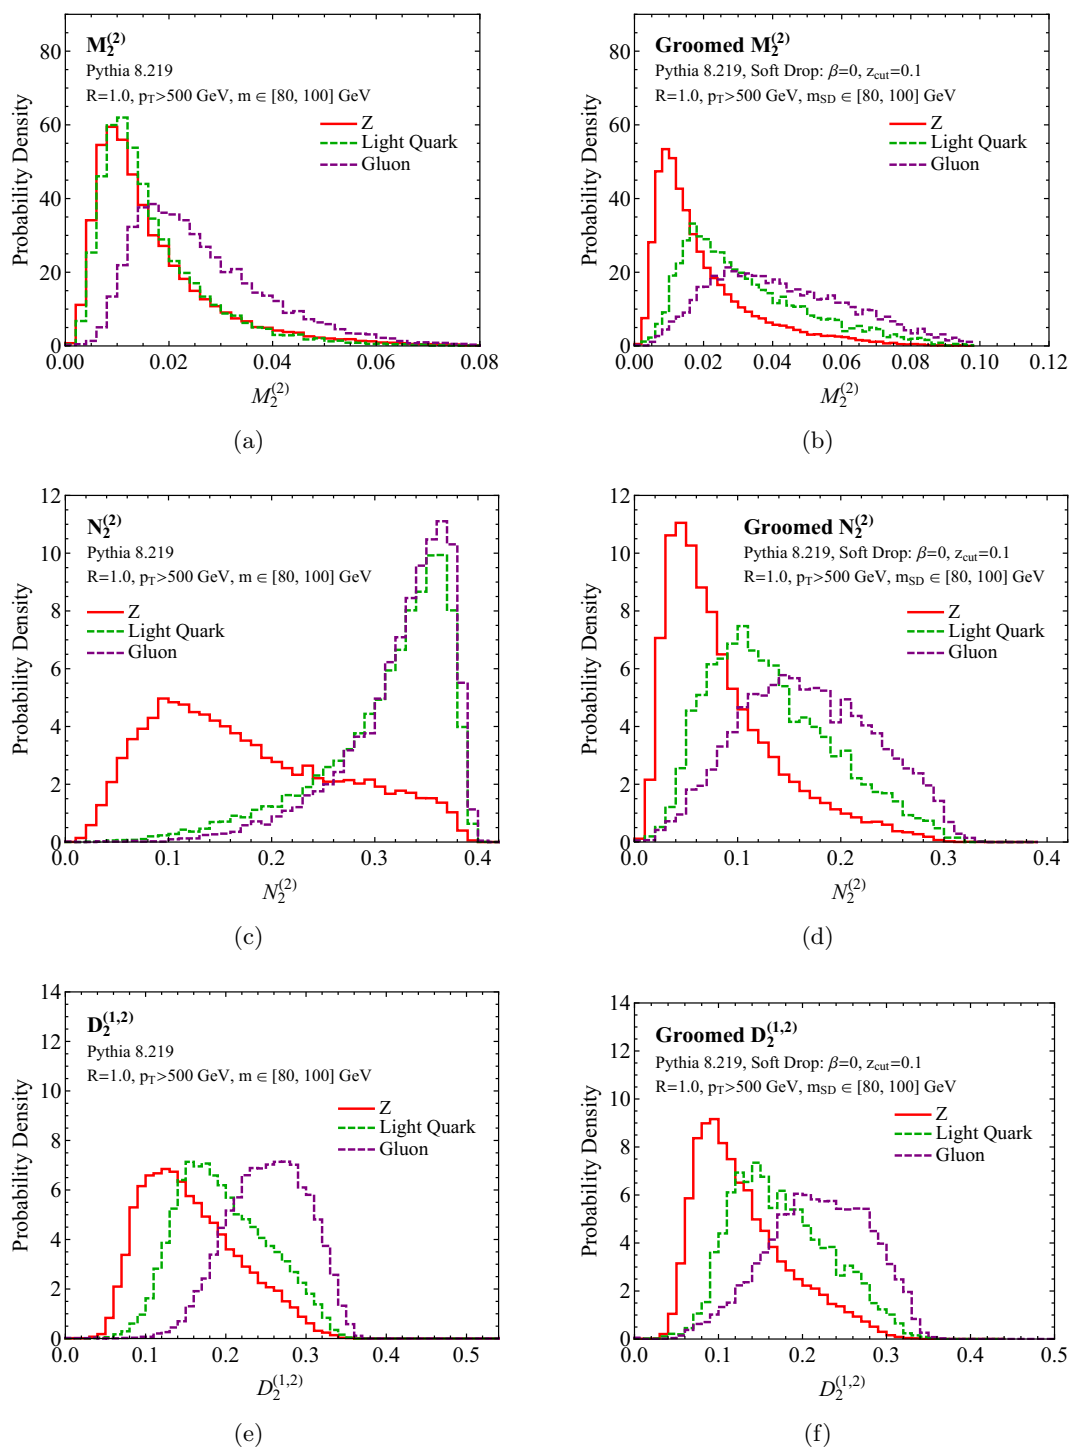 M₂⁽²⁾
Pythia 8.219
R=1.0, p_T>500 GeV, m ∈ [80, 100] GeV
Z
Light Quark
Gluon
Probability Density
80
60
40
20
0
0.00 0.02 0.04 0.06 0.08
M₂⁽²⁾
(a)
Groomed M₂⁽²⁾
Pythia 8.219, Soft Drop: β=0, z_cut=0.1
R=1.0, p_T>500 GeV, m_SD ∈ [80, 100] GeV
Z
Light Quark
Gluon
Probability Density
80
60
40
20
0
0.00 0.02 0.04 0.06 0.08 0.10 0.12
M₂⁽²⁾
(b)
N₂⁽²⁾
Pythia 8.219
R=1.0, p_T>500 GeV, m ∈ [80, 100] GeV
Z
Light Quark
Gluon
Probability Density
12
10
8
6
4
2
0
0.0 0.1 0.2 0.3 0.4
N₂⁽²⁾
(c)
Groomed N₂⁽²⁾
Pythia 8.219, Soft Drop: β=0, z_cut=0.1
R=1.0, p_T>500 GeV, m_SD ∈ [80, 100] GeV
Z
Light Quark
Gluon
Probability Density
12
10
8
6
4
2
0
0.0 0.1 0.2 0.3 0.4
N₂⁽²⁾
(d)
D₂⁽¹,²⁾
Pythia 8.219
R=1.0, p_T>500 GeV, m ∈ [80, 100] GeV
Z
Light Quark
Gluon
Probability Density
14
12
10
8
6
4
2
0
0.0 0.1 0.2 0.3 0.4 0.5
D₂⁽¹,²⁾
(e)
Groomed D₂⁽¹,²⁾
Pythia 8.219, Soft Drop: β=0, z_cut=0.1
R=1.0, p_T>500 GeV, m_SD ∈ [80, 100] GeV
Z
Light Quark
Gluon
Probability Density
14
12
10
8
6
4
2
0
0.0 0.1 0.2 0.3 0.4 0.5
D₂⁽¹,²⁾
(f)